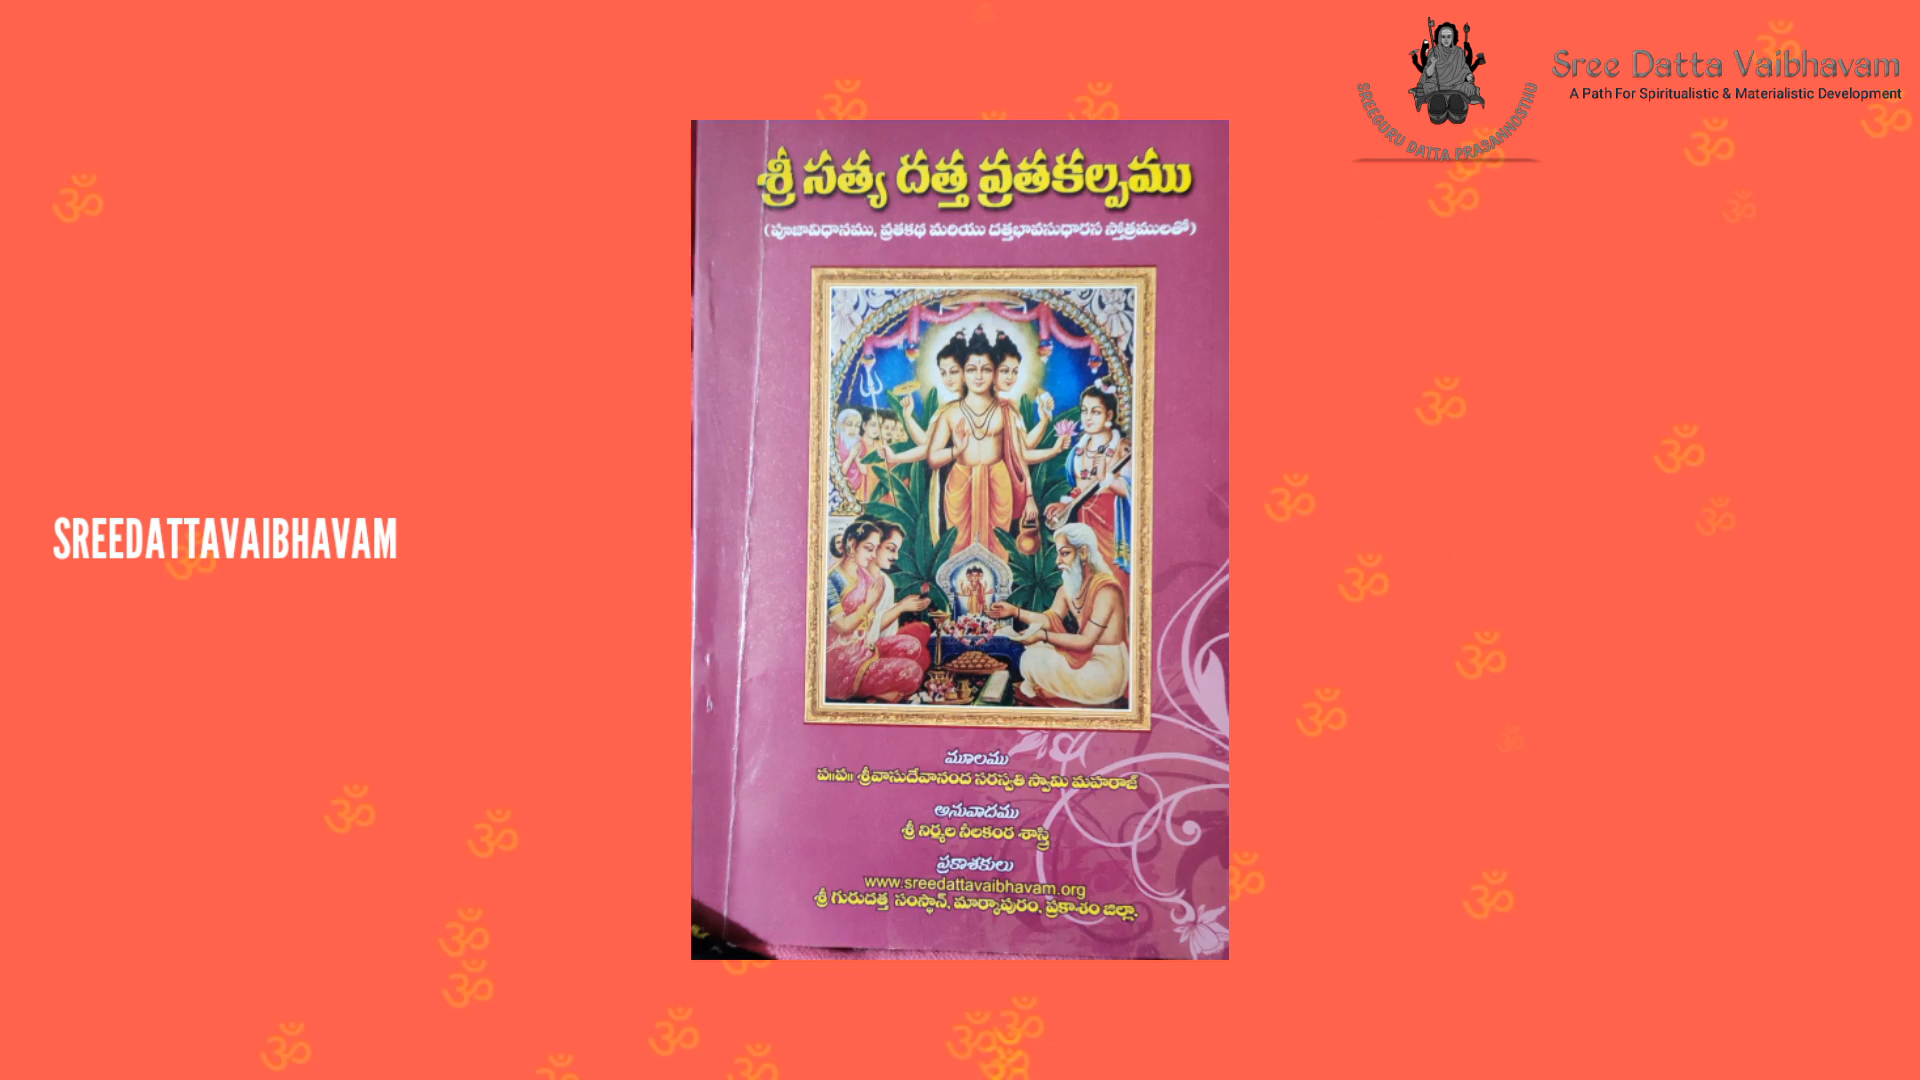 SREEGURU DATTA PRASANNOSTHU
Sree Datta Vaibhavam
A Path For Spiritualistic & Materialistic Development
శ్రీ సత్య దత్త వ్రతకల్పము
(పూజావిధానము, వ్రతకథ మరియు దత్తభావసుధారస స్తోత్రములతో)
SREEDATTAVAIBHAVAM
మూలము
ప॥ప॥ శ్రీవాసుదేవానంద సరస్వతి స్వామి మహరాజ్
అనువాదము
శ్రీ నిర్మల నీలకంఠ శాస్త్రి
ప్రకాశకులు
www.sreedattavaibhavam.org
శ్రీ గురుదత్త సంస్థాన్, మార్కాపురం, ప్రకాశం జిల్లా.